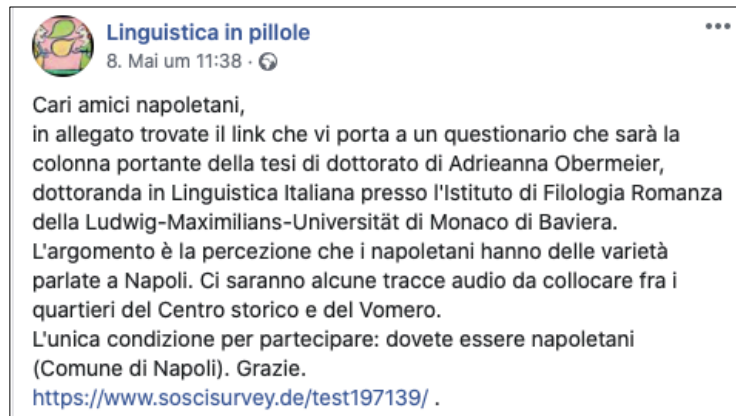 Linguistica in pillole
8. Mai um 11:38 ·
Cari amici napoletani,
in allegato trovate il link che vi porta a un questionario che sarà la
colonna portante della tesi di dottorato di Adrieanna Obermeier,
dottoranda in Linguistica Italiana presso l'Istituto di Filologia Romanza
della Ludwig-Maximilians-Universität di Monaco di Baviera.
L'argomento è la percezione che i napoletani hanno delle varietà
parlate a Napoli. Ci saranno alcune tracce audio da collocare fra i
quartieri del Centro storico e del Vomero.
L'unica condizione per partecipare: dovete essere napoletani
(Comune di Napoli). Grazie.
https://www.soscisurvey.de/test197139/ .